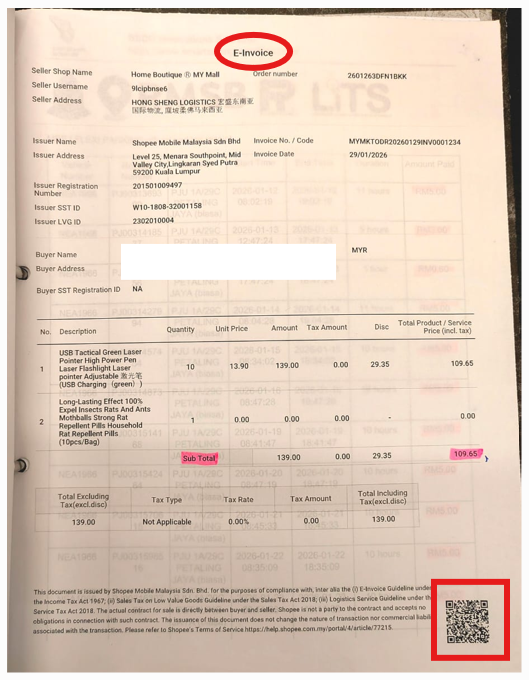 E-Invoice
Seller Shop Name Home Boutique ® MY Mall Order number 2601263DFN1BKK
Seller Username 9lcipbnse6
Seller Address HONG SHENG LOGISTICS 宏盛东南亚
国际物流, 底坡柔佛马来西亚
Issuer Name Shopee Mobile Malaysia Sdn Bhd Invoice No. / Code MYMKTODR20260129INV0001234
Issuer Address Level 25, Menara Southpoint, Mid Invoice Date 29/01/2026
Valley City,Lingkaran Syed Putra
59200 Kuala Lumpur
Issuer Registration 201501009497
Number
Issuer SST ID W10-1808-32001158
Issuer LVG ID 2302010004
Buyer Name MYR
Buyer Address
Buyer SST Registration ID NA
No. Description Quantity Unit Price Amount Tax Amount Disc Total Product / Service
Price (incl. tax)
USB Tactical Green Laser
Pointer High Power Pen
1 Laser Flashlight Laser 10 13.90 139.00 0.00 29.35 109.65
pointer Adjustable 激光笔
(USB Charging（green）)
Long-Lasting Effect 100%
Expel Insects Rats And Ants
2 Mothballs Strong Rat 1 0.00 0.00 0.00 - 0.00
Repellent Pills Household
Rat Repellent Pills
(10pcs/Bag)
Sub Total 139.00 0.00 29.35 109.65
Total Excluding Tax(excl.disc) Tax Type Tax Rate Tax Amount Total Including Tax(excl.disc)
139.00 Not Applicable 0.00% 0.00 139.00
This document is issued by Shopee Mobile Malaysia Sdn. Bhd. for the purposes of compliance, inter alia the (i) E-Invoice Guideline under
the Income Tax Act 1967; (ii) Sales Tax on Low Value Goods Guideline under the Sales Tax Act 2018; (iii) Logistics Service Guideline under the
Service Tax Act 2018. The actual contract for sale is directly between buyer and seller. Shopee is not a party to the contract and accepts no
obligations in connection with such contract. The issuance of this document does not change the nature of transaction nor commercial
associated with the transaction. Please refer to Shopee's Terms of Service https://help.shopee.com.my/portal/4/article/77215.